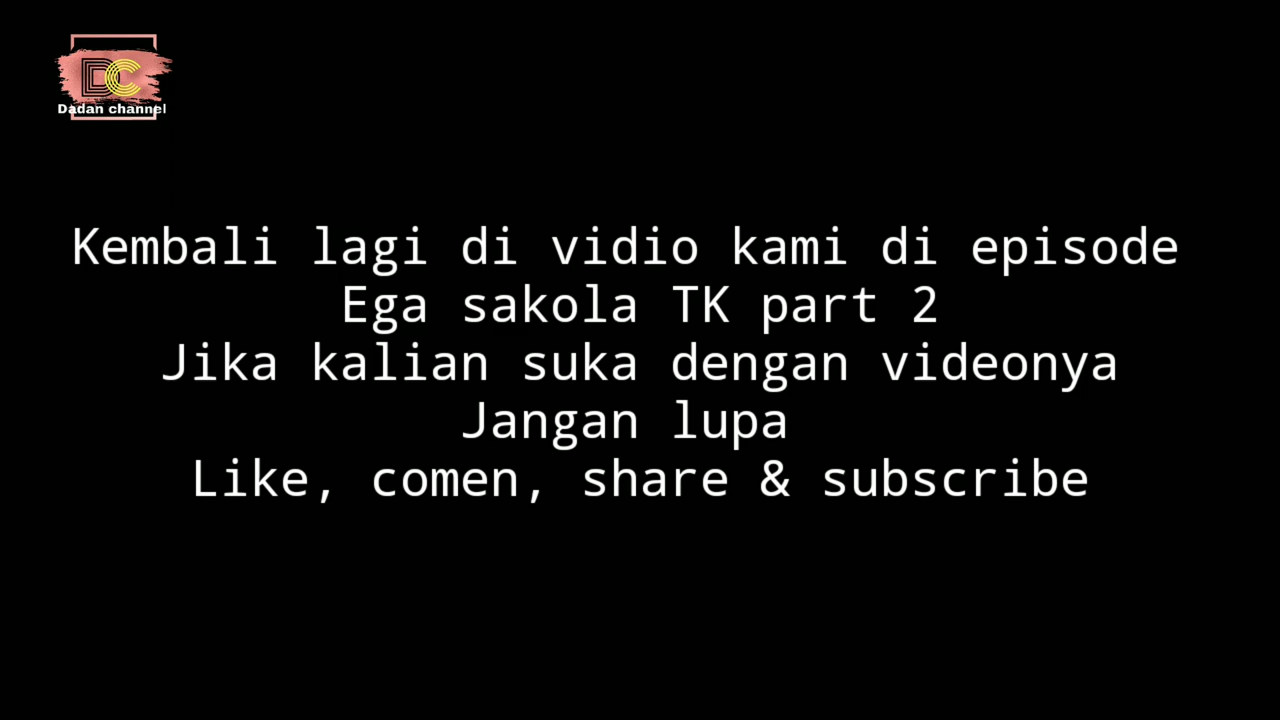 DC
Dadan channel
Kembali lagi di vidio kami di episode
Ega sakola TK part 2
Jika kalian suka dengan videonya
Jangan lupa
Like, comen, share & subscribe